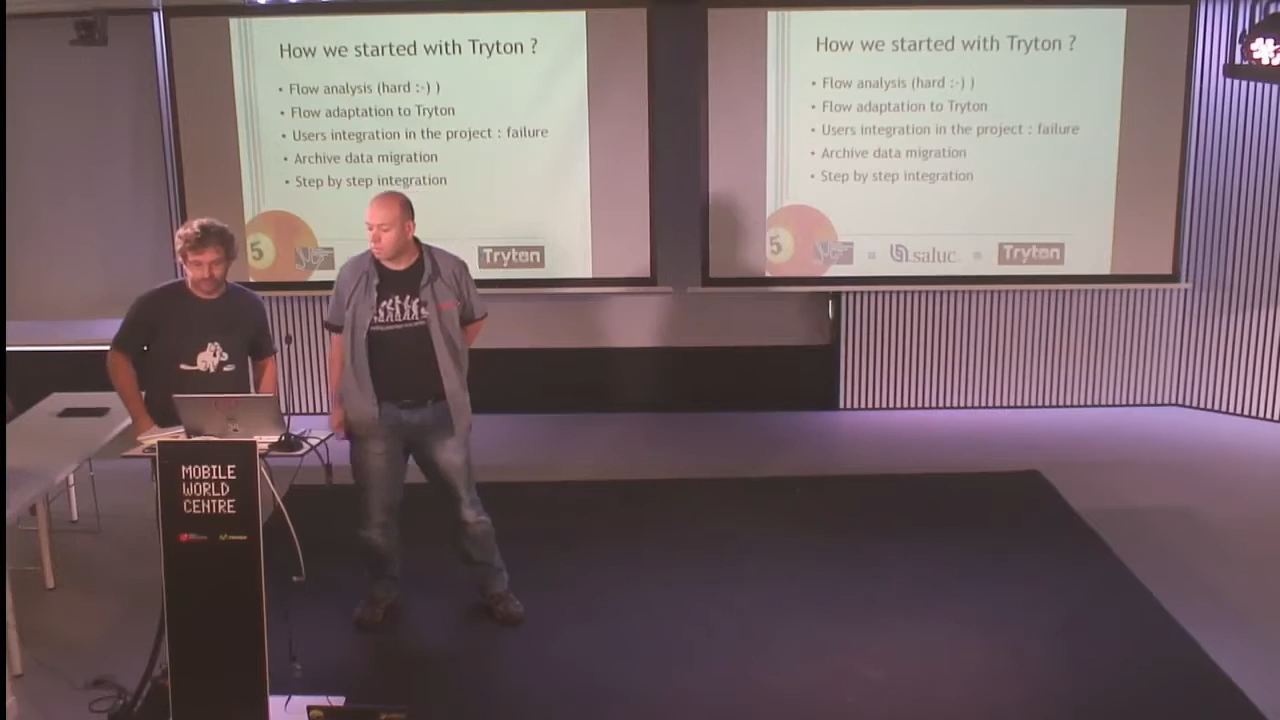 How we started with Tryton ?
• Flow analysis (hard :-) )
• Flow adaptation to Tryton
• Users integration in the project : failure
• Archive data migration
• Step by step integration
5
Tryton
How we started with Tryton ?
• Flow analysis (hard :-) )
• Flow adaptation to Tryton
• Users integration in the project : failure
• Archive data migration
• Step by step integration
5
saluc
Tryton
MOBILE
WORLD
CENTRE